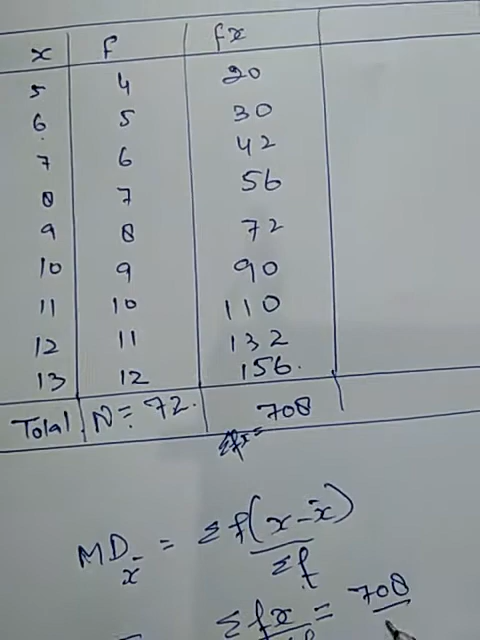 x f fx
5 4 20
6 5 30
7 6 42
8 7 56
9 8 72
10 9 90
11 10 110
12 11 132
13 12 156.
Total N = 72. 708
Σfx=
MD x̄ = Σf(x-x̄)
Σf
Σfx = 708